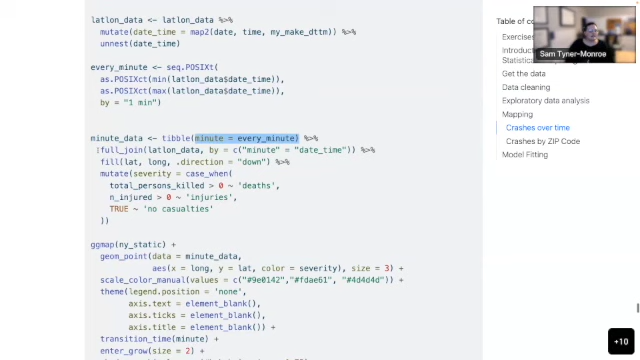 latlon_data <- latlon_data %>%
mutate(date_time = map2(date, time, my_make_dttm)) %>%
unnest(date_time)
every_minute <- seq.POSIXt(
as.POSIXct(min(latlon_data$date_time)),
as.POSIXct(max(latlon_data$date_time)),
by = "1 min")
minute_data <- tibble(minute = every_minute) %>%
full_join(latlon_data, by = c("minute" = "date_time")) %>%
fill(lat, long, .direction = "down") %>%
mutate(severity = case_when(
total_persons_killed > 0 ~ "deaths",
n_injured > 0 ~ "injuries",
TRUE ~ "no casualties"
))
ggmap(ny_static) +
geom_point(data = minute_data,
aes(x = long, y = lat, color = severity), size = 3) +
scale_color_manual(values = c("#9e0142","#fdae61", "#4d4d4d")) +
theme(legend.position = 'none',
axis.text = element_blank(),
axis.ticks = element_blank(),
axis.title = element_blank()) +
transition_time(minute) +
enter_grow(size = 2) +
Table of co
Exercises
Introduc
Statistica
Get the data
Data cleaning
Exploratory data analysis
Mapping
Crashes over time
Crashes by ZIP Code
Model Fitting
Sam Tyner-Monroe
+10